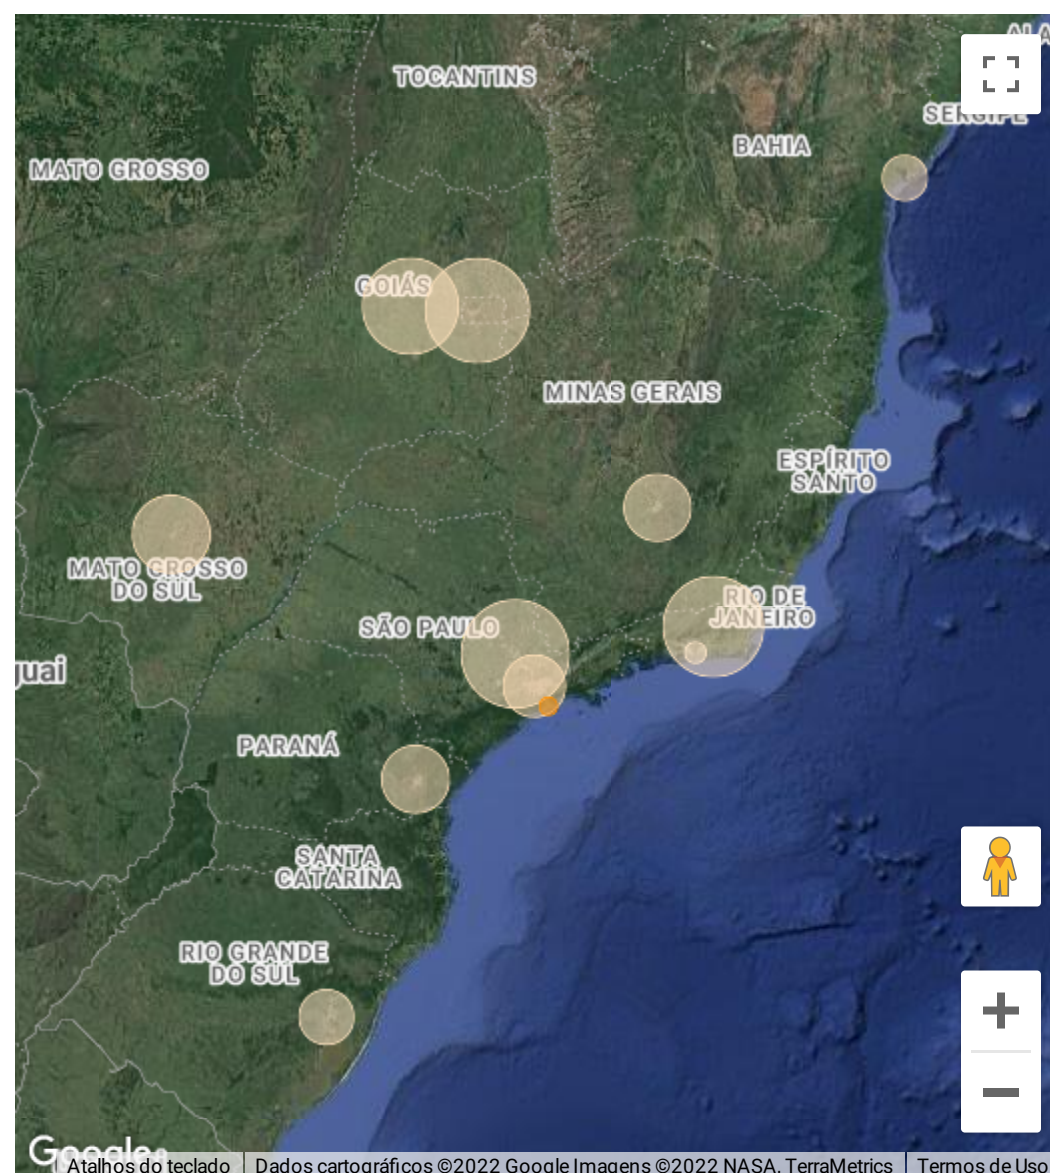 TOCANTINS
SERGIPE
BAHIA
MATO GROSSO
GOIÁS
MINAS GERAIS
ESPÍRITO
SANTO
MATO GROSSO
DO SUL
RIO DE
JANEIRO
SÃO PAULO
guai
PARANÁ
SANTA
CATARINA
RIO GRANDE
DO SUL
Google
Atalhos do teclado
Dados cartográficos ©2022 Google Imagens ©2022 NASA, TerraMetrics
Termos de Uso